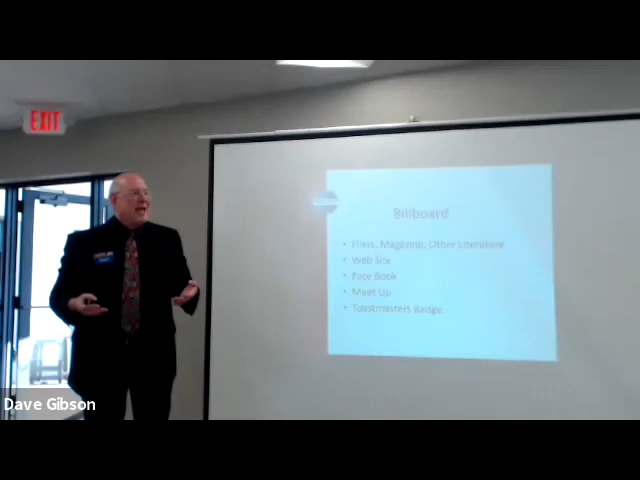 EXIT
Billboard
• Fliers, Magazine, Other Literature
• Web Site
• Face Book
• Meet Up
• Toastmasters Badge
Dave Gibson